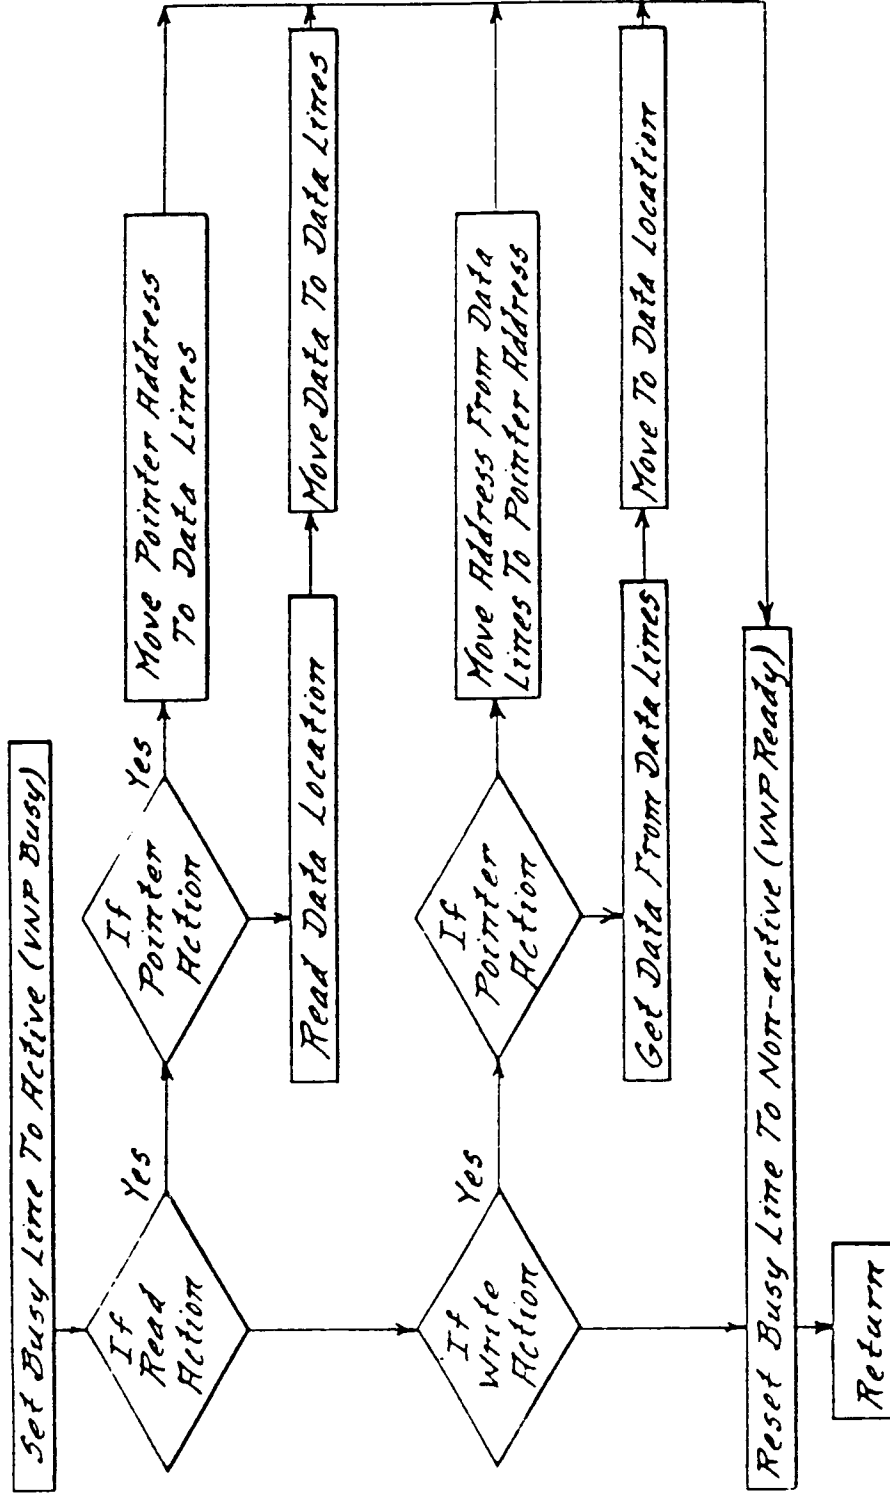 Set Busy Line To Active (VNP Busy)
If
Read
Action
Yes
If
Pointer
Action
Yes
Move Pointer Address
To Data Lines
Read Data Location
Move Data To Data Lines
If
Write
Action
Yes
If
Pointer
Action
Move Address From Data
Lines To Pointer Address
Get Data From Data Lines
Move To Data Location
Reset Busy Line To Non-active (VNP Ready)
Return